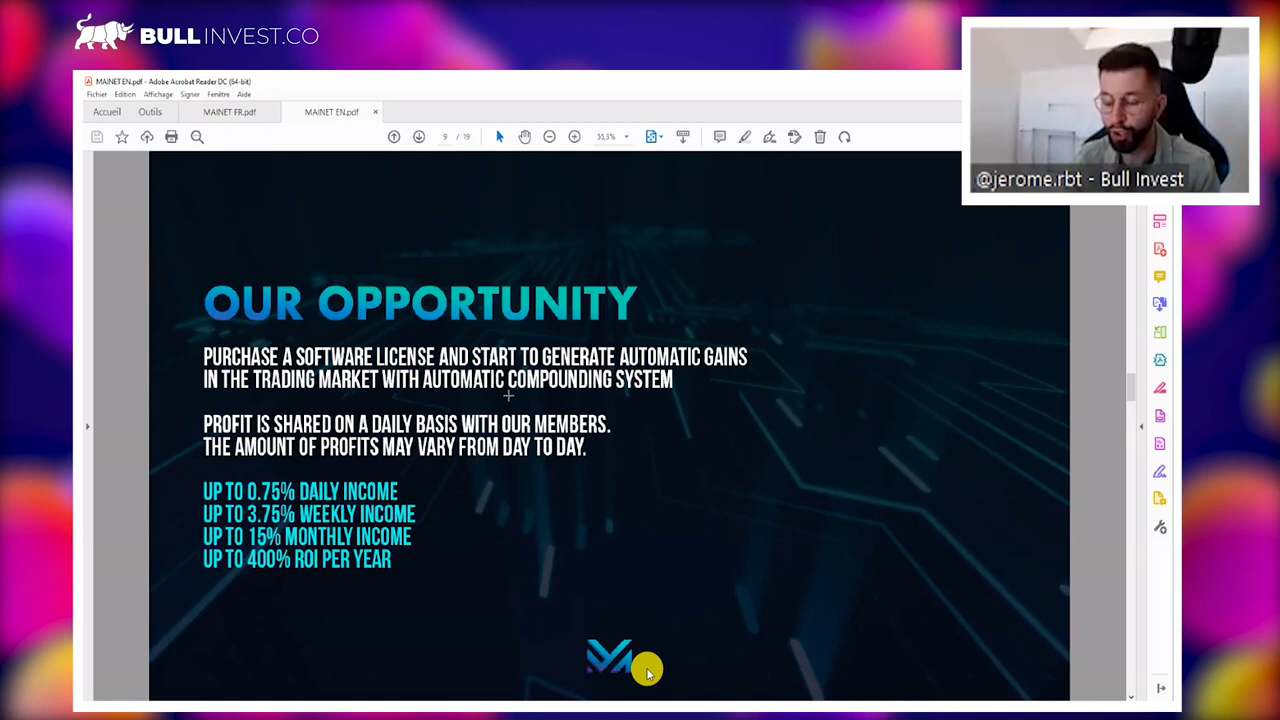 BULLINVEST.CO
MAINET EN.pdf - Adobe Acrobat Reader DC (64-bit)
Fichier Edition Affichage Signer Fenêtre Aide
Accueil Outils MAINET FR.pdf MAINET EN.pdf ×
9 / 19 55,3%
@jerome.rbt - Bull Invest
OUR OPPORTUNITY
PURCHASE A SOFTWARE LICENSE AND START TO GENERATE AUTOMATIC GAINS
IN THE TRADING MARKET WITH AUTOMATIC COMPOUNDING SYSTEM
PROFIT IS SHARED ON A DAILY BASIS WITH OUR MEMBERS.
THE AMOUNT OF PROFITS MAY VARY FROM DAY TO DAY.
UP TO 0.75% DAILY INCOME
UP TO 3.75% WEEKLY INCOME
UP TO 15% MONTHLY INCOME
UP TO 400% ROI PER YEAR